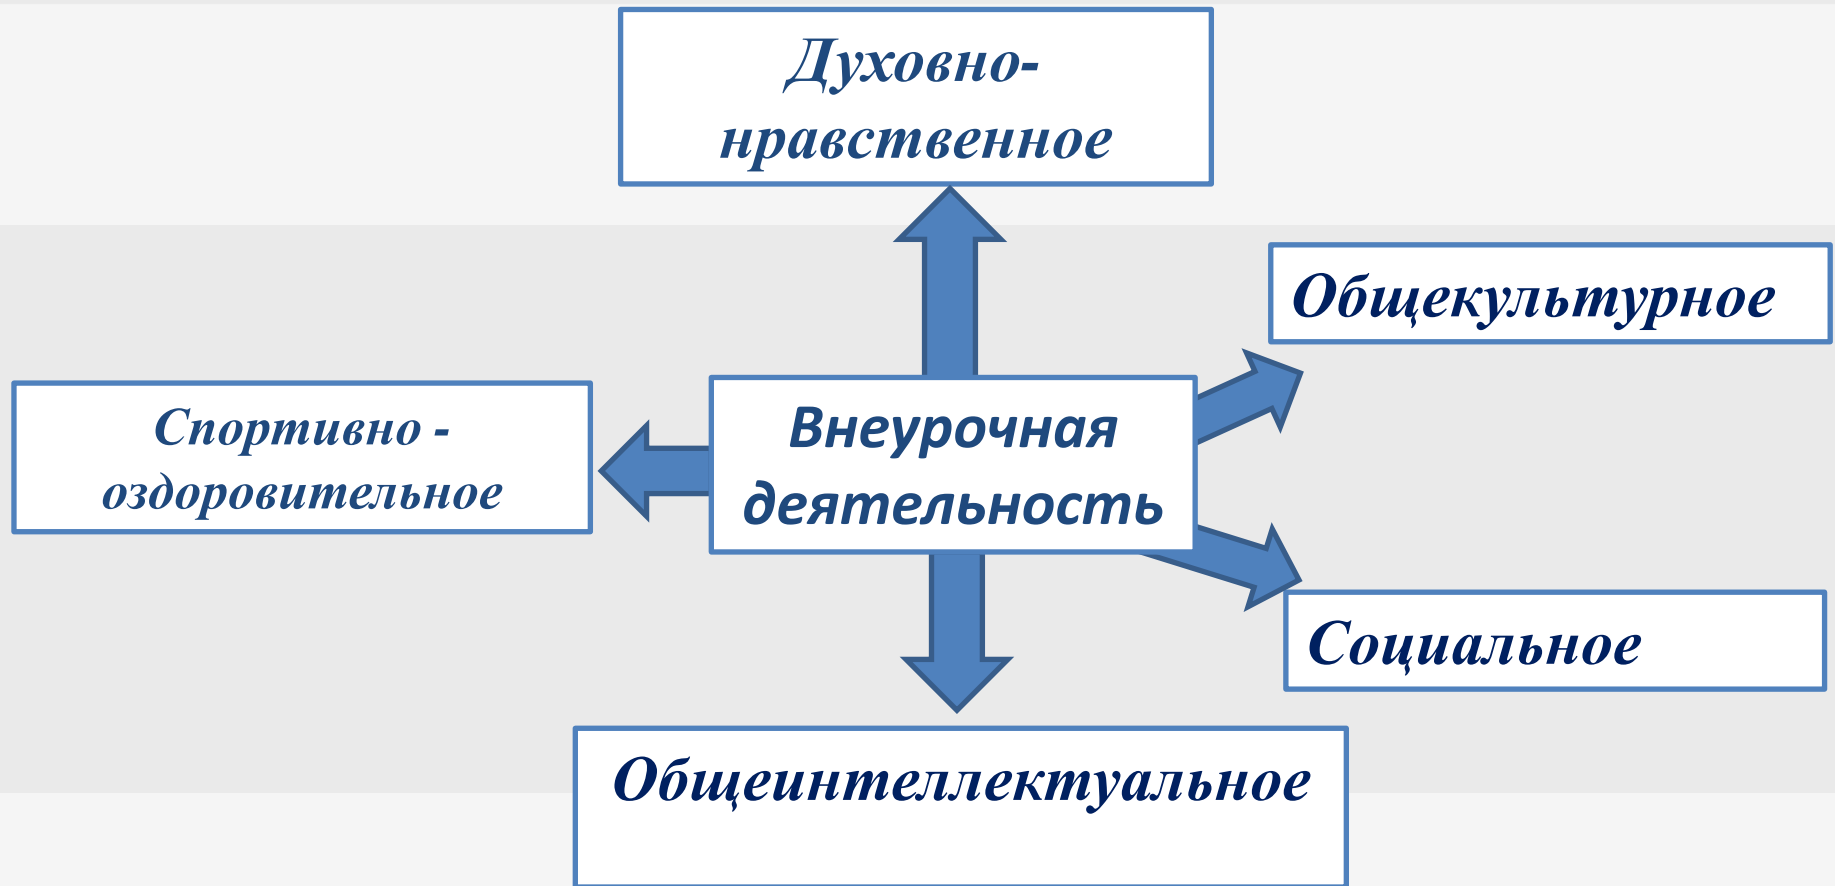 Духовно-
нравственное
Общекультурное
Спортивно -
оздоровительное
Внеурочная
деятельность
Социальное
Общеинтеллектуальное